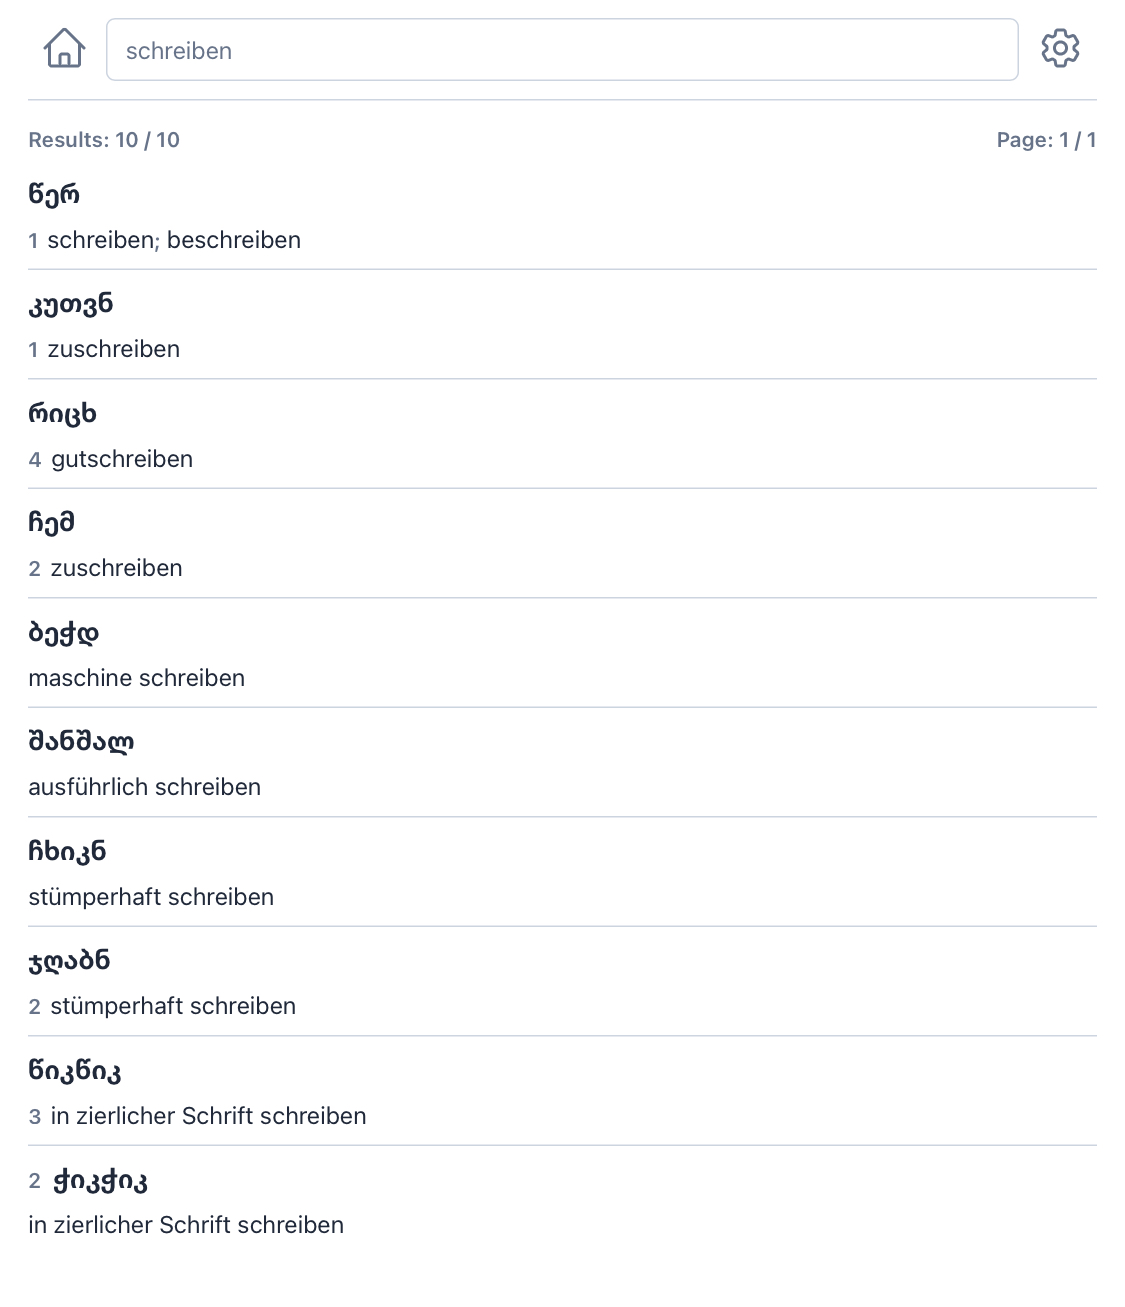 schreiben
Results: 10 / 10
Page: 1 / 1
წერ
1 schreiben; beschreiben
კუთვნ
1 zuschreiben
რიცხ
4 gutschreiben
ჩემ
2 zuschreiben
ბეჭდ
maschine schreiben
შანშალ
ausführlich schreiben
ჩხიკნ
stümperhaft schreiben
ჯღაბნ
2 stümperhaft schreiben
წიკწიკ
3 in zierlicher Schrift schreiben
2 ჭიკჭიკ
in zierlicher Schrift schreiben